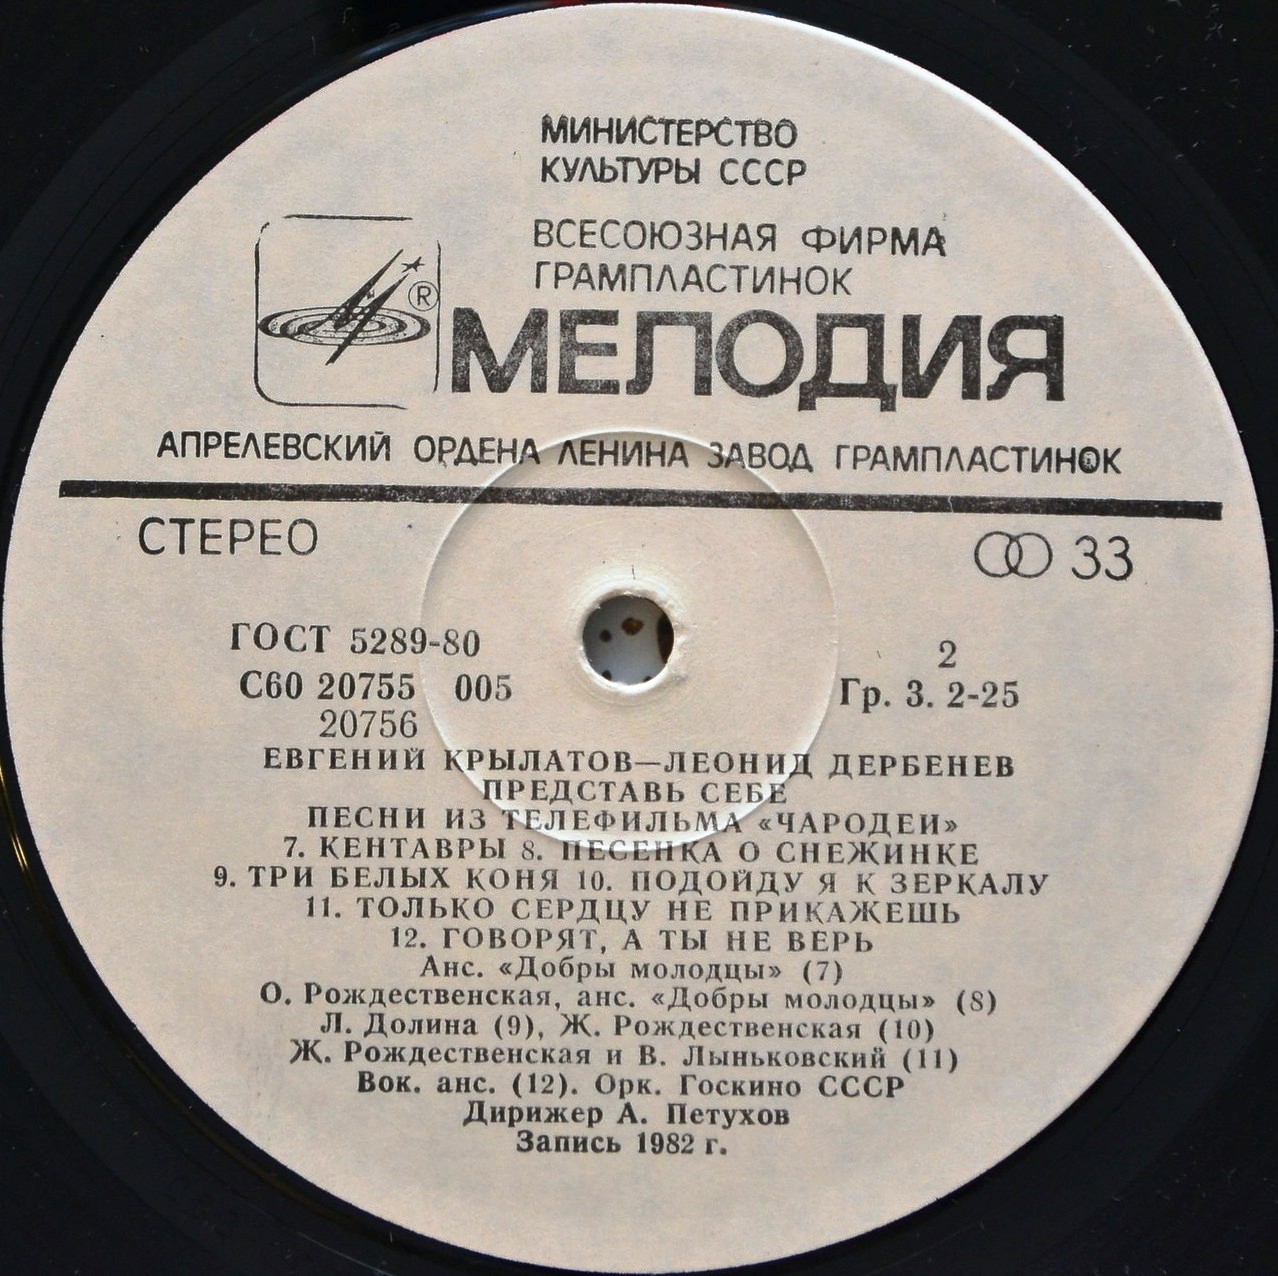 МИНИСТЕРСТВО
КУЛЬТУРЫ СССР
ВСЕСОЮЗНАЯ ФИРМА
ГРАМПЛАСТИНОК
®
МЕЛОДИЯ
АПРЕЛЕВСКИЙ ОРДЕНА ЛЕНИНА ЗАВОД ГРАМПЛАСТИНОК
СТЕРЕО
33
ГОСТ 5289-80
2
С60 20755 005
Гр. 3. 2-25
20756
ЕВГЕНИЙ КРЫЛАТОВ—ЛЕОНИД ДЕРБЕНЕВ
ПРЕДСТАВЬ СЕБЕ
ПЕСНИ ИЗ ТЕЛЕФИЛЬМА «ЧАРОДЕИ»
7. КЕНТАВРЫ 8. ПЕСЕНКА О СНЕЖИНКЕ
9. ТРИ БЕЛЫХ КОНЯ 10. ПОДОЙДУ Я К ЗЕРКАЛУ
11. ТОЛЬКО СЕРДЦУ НЕ ПРИКАЖЕШЬ
12. ГОВОРЯТ, А ТЫ НЕ ВЕРЬ
Анс. «Добры молодцы» (7)
О. Рождественская, анс. «Добры молодцы» (8)
Л. Долина (9), Ж. Рождественская (10)
Ж. Рождественская и В. Лыньковский (11)
Вок. анс. (12). Орк. Госкино СССР
Дирижер А. Петухов
Запись 1982 г.